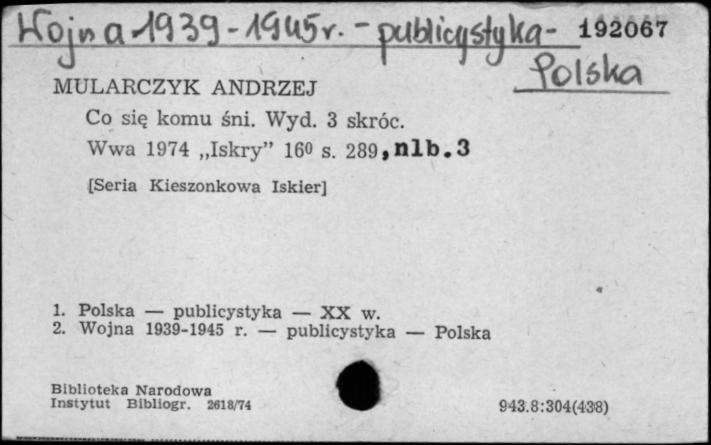 Wojna 1939-1945r. - publicystyka- 192067
Polska
MULARCZYK ANDRZEJ
Co się komu śni. Wyd. 3 skróc.
Wwa 1974 „Iskry” 16⁰ s. 289, nlb.3
[Seria Kieszonkowa Iskier]
1. Polska — publicystyka — XX w.
2. Wojna 1939-1945 r. — publicystyka — Polska
Biblioteka Narodowa
Instytut Bibliogr. 2618/74
943.8:304(438)